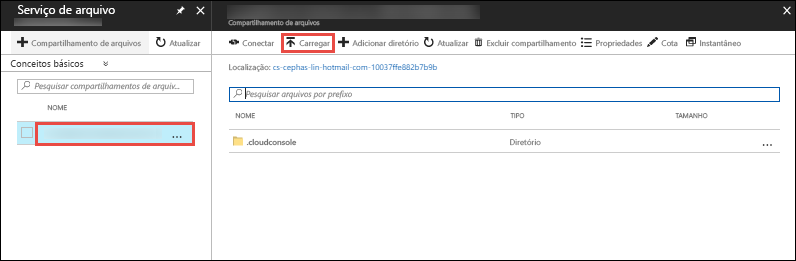 Serviço de arquivo
Compartilhamento de arquivos
Compartilhamento de arquivos Atualizar
Conectar Carregar Adicionar diretório Atualizar Excluir compartilhamento Propriedades Cota Instantâneo
Conceitos básicos
Localização: cs-cephas-lin-hotmail-com-10037ffe882b7b9b
Pesquisar compartilhamentos de arquiv...
Pesquisar arquivos por prefixo
NOME
NOME TIPO TAMANHO
...
.cloudconsole Diretório ...